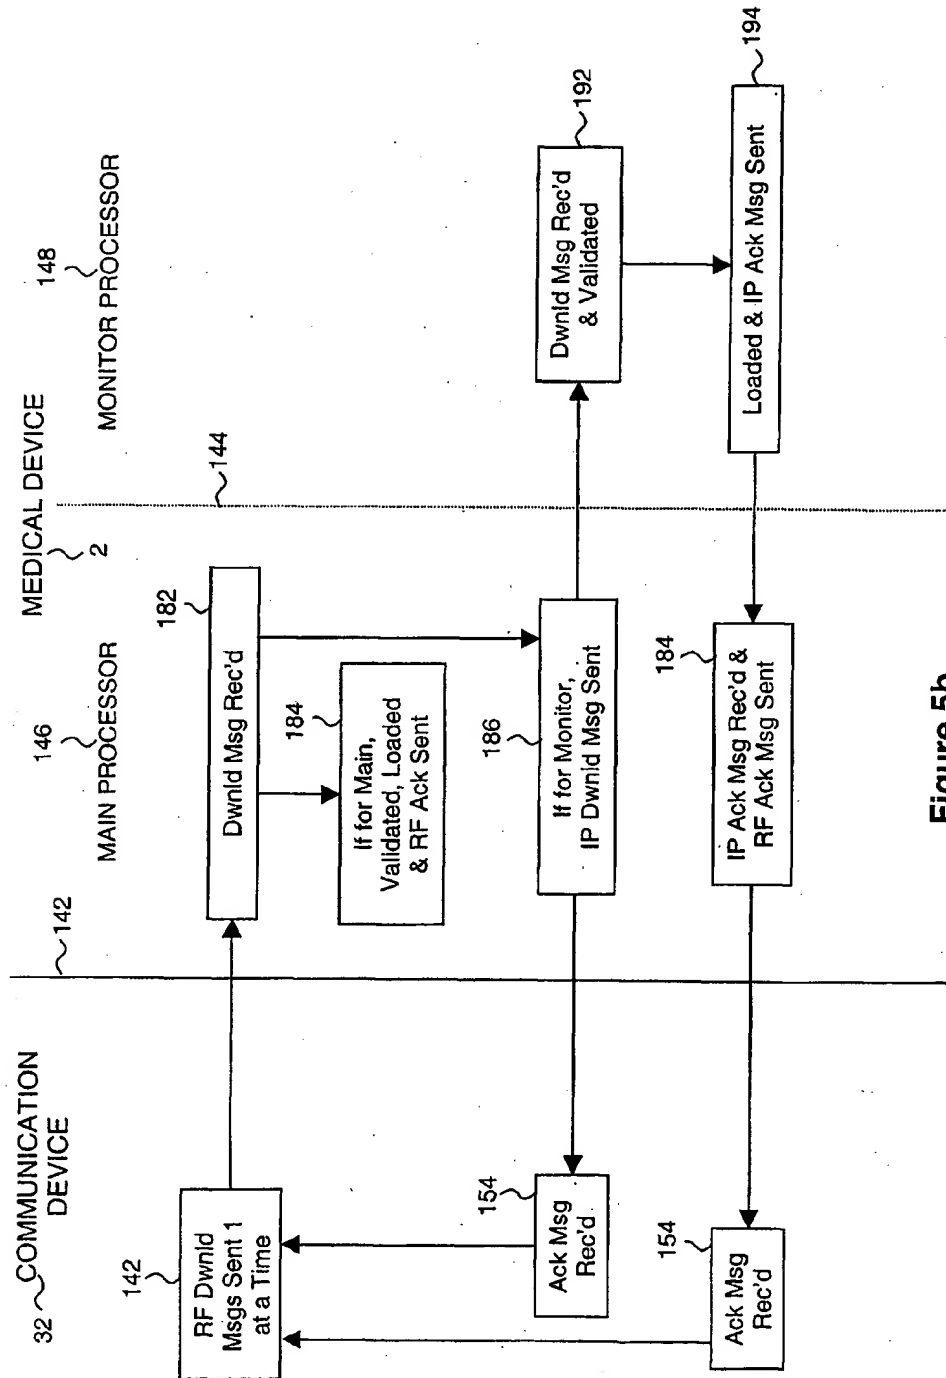 32 COMMUNICATION
DEVICE
142
MEDICAL DEVICE
2
146
MAIN PROCESSOR
144
148
MONITOR PROCESSOR
142
RF Dwnld
Msgs Sent 1
at a Time
182
Dwnld Msg Rec'd
184
If for Main,
Validated, Loaded
& RF Ack Sent
154
Ack Msg
Rec'd
186
If for Monitor,
IP Dwnld Msg Sent
192
Dwnld Msg Rec'd
& Validated
154
Ack Msg
Rec'd
184
IP Ack Msg Rec'd &
RF Ack Msg Sent
194
Loaded & IP Ack Msg Sent
Figure 5b